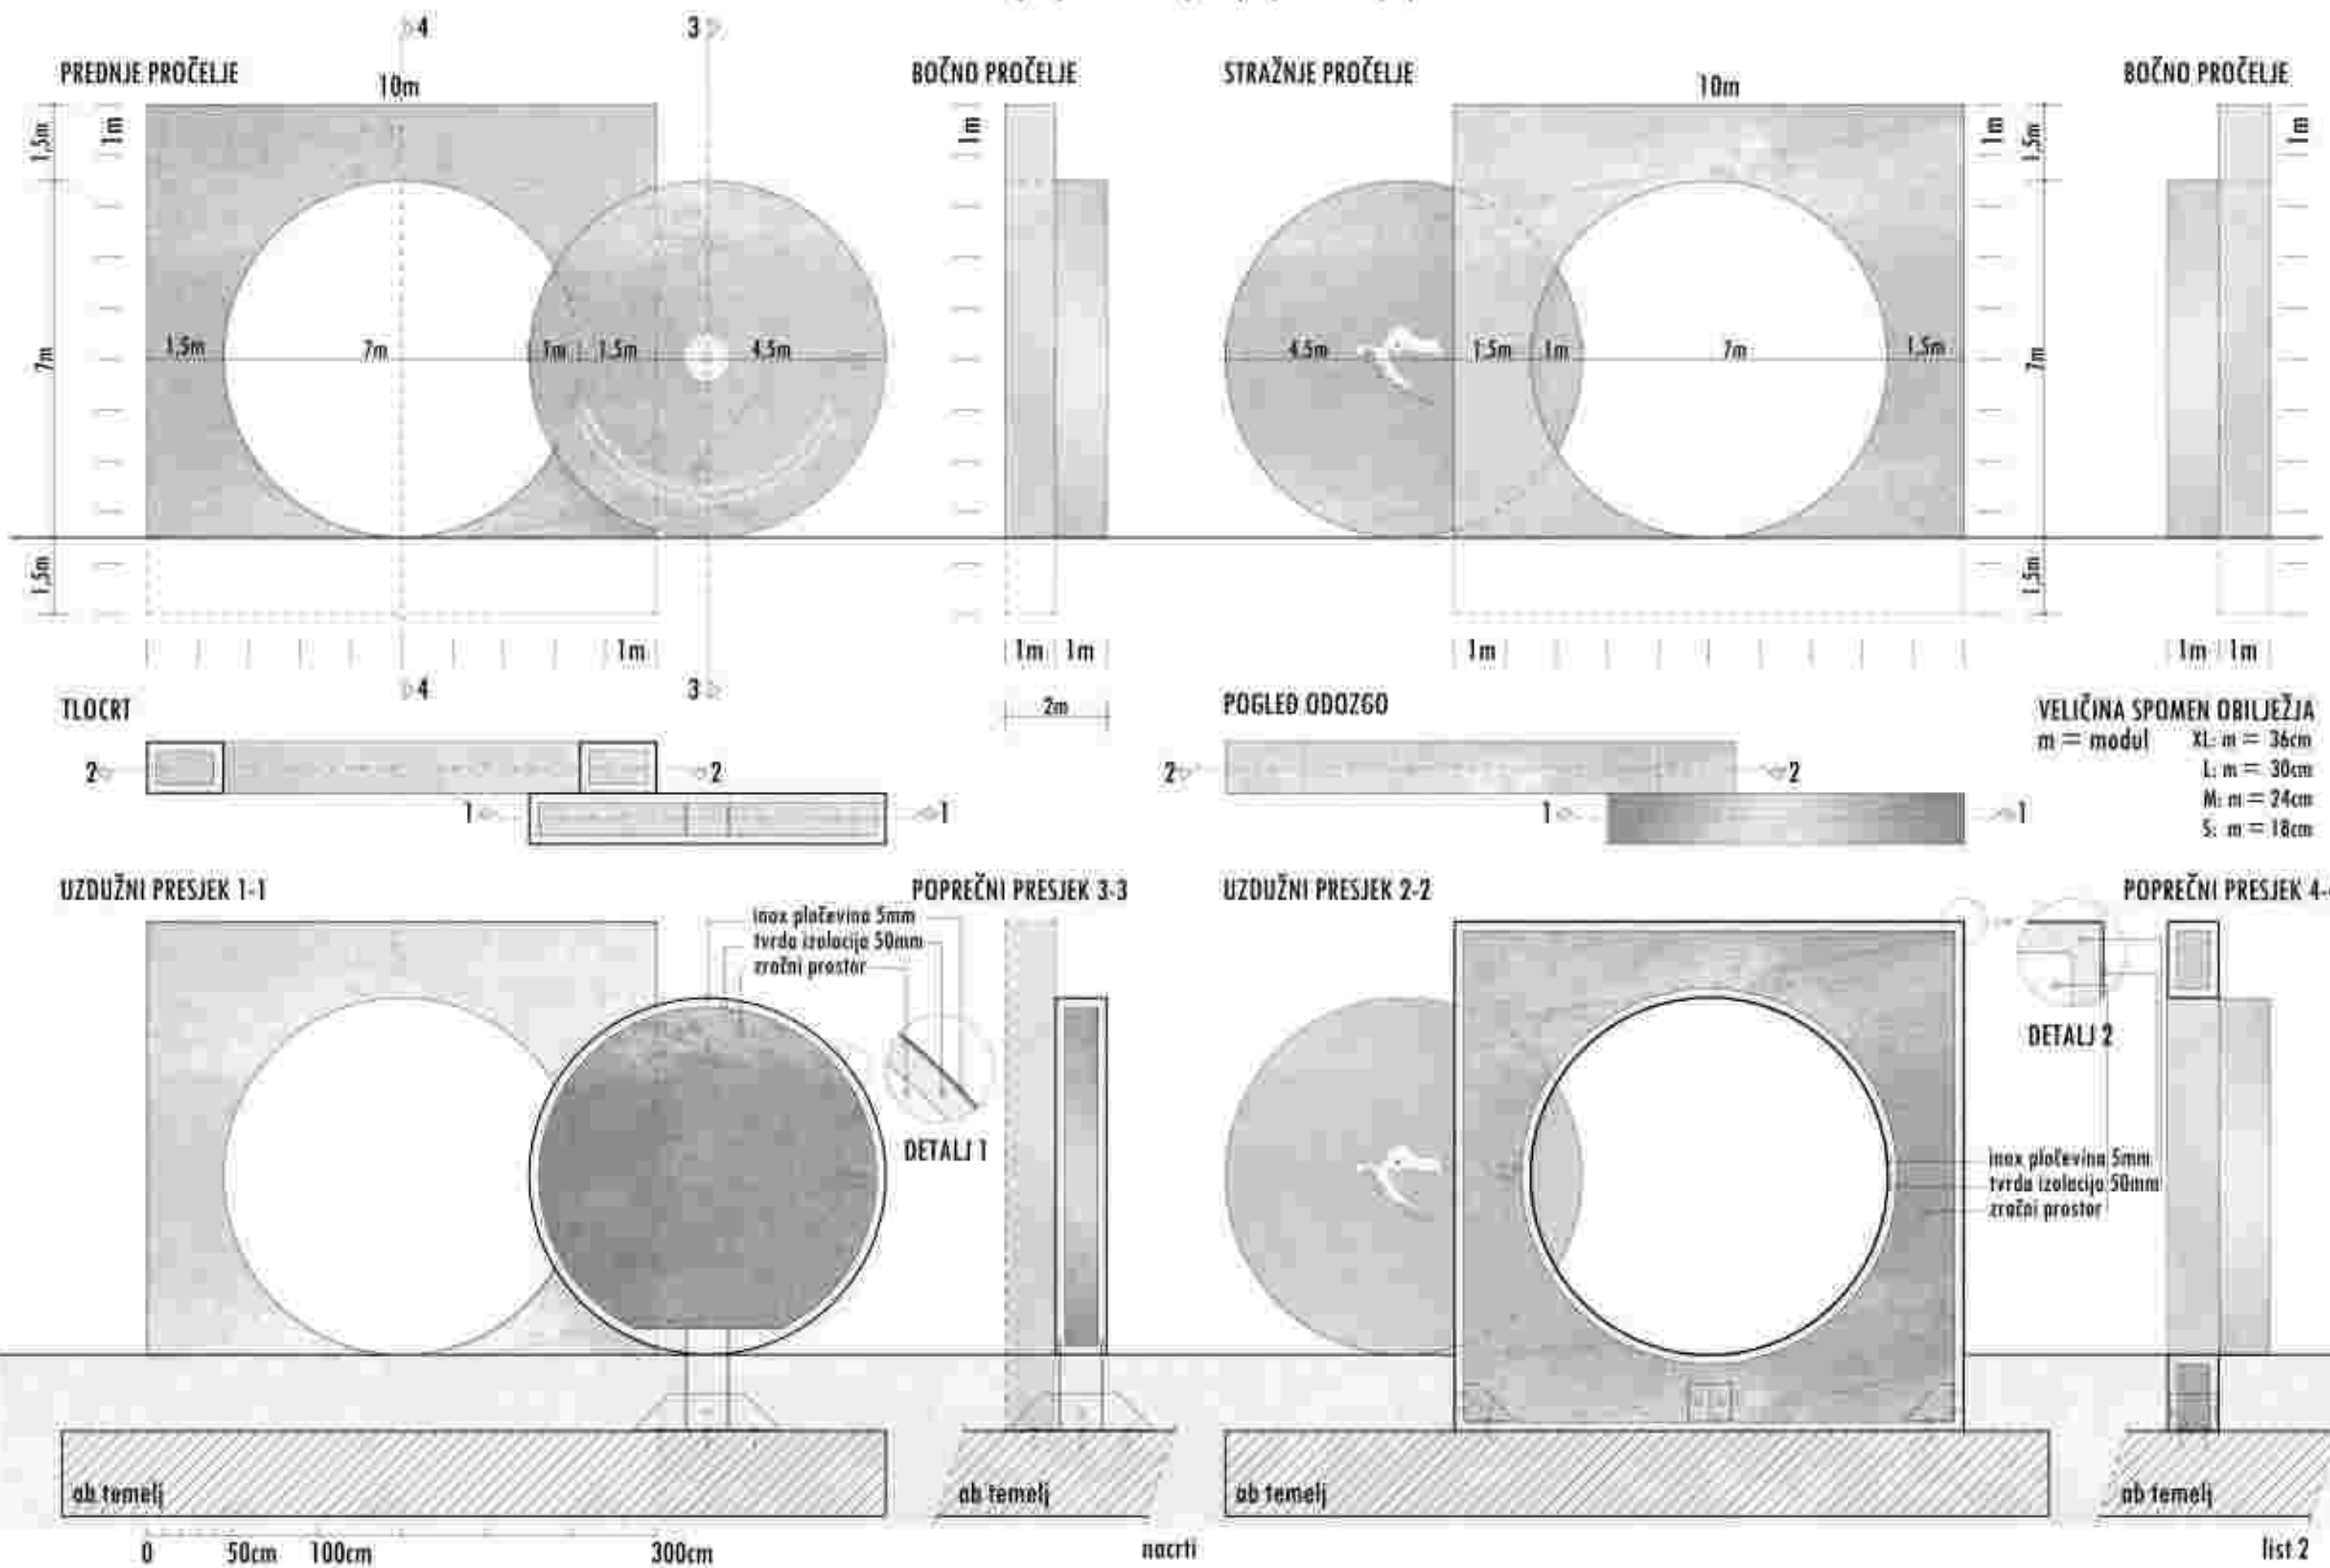 4
3
PREDNJE PROČELJE
10m
BOČNO PROČELJE
STRAŽNJE PROČELJE
10m
BOČNO PROČELJE
1,5m
1m
1m
1m
1,5m
1m
7m
1,5m
7m
1m
1,5m
4,5m
4,5m
1,5m
1m
7m
1,5m
7m
1,5m
1,5m
1m
1m
1m
1m
1m
1m
4
3
2m
TLOCRT
POGLED ODOZGO
VELIČINA SPOMEN OBILJEŽJA
m = modul
XL: m = 36cm
L: m = 30cm
M: m = 24cm
S: m = 18cm
2
2
1
1
2
2
1
1
UZDUŽNI PRESJEK 1-1
POPREČNI PRESJEK 3-3
UZDUŽNI PRESJEK 2-2
POPREČNI PRESJEK 4-
inox pločevina 5mm
tvrda izolacija 50mm
zračni prostor
DETALJ 1
DETALJ 2
inox pločevina 5mm
tvrda izolacija 50mm
zračni prostor
ab temelj
ab temelj
ab temelj
ab temelj
0
50cm
100cm
300cm
nacrti
list 2